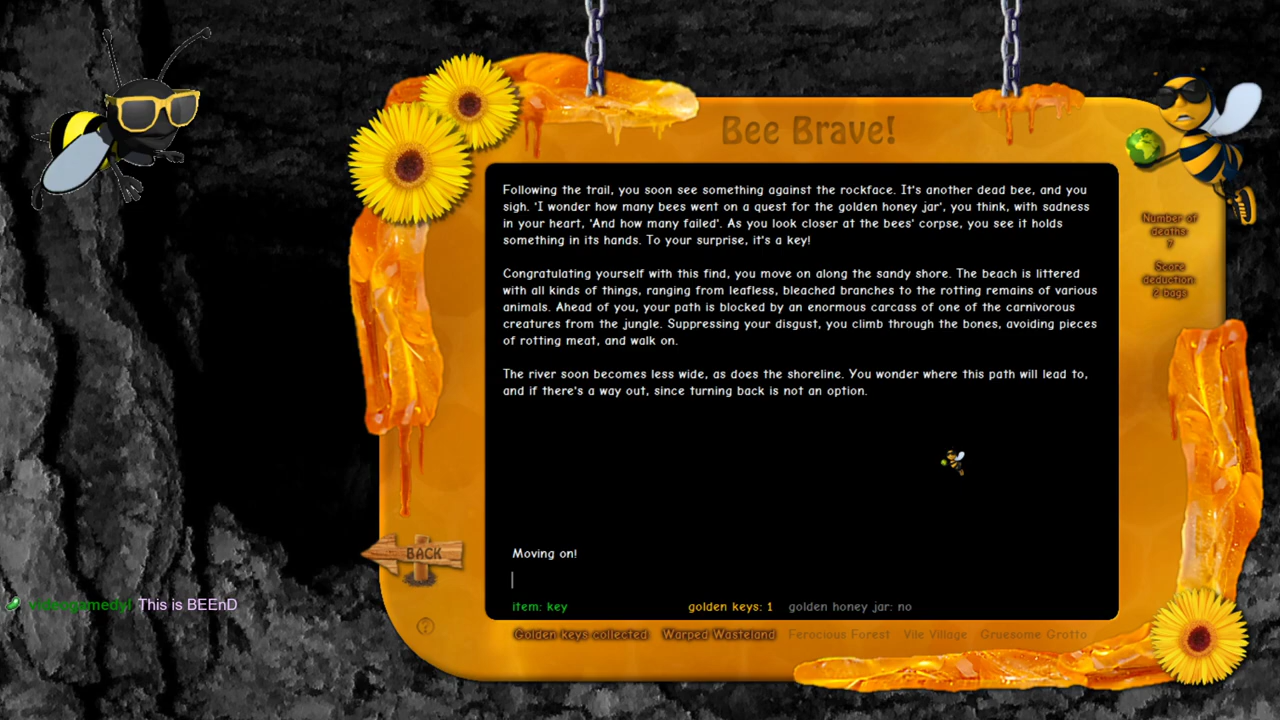 Bee Brave!
Following the trail, you soon see something against the rockface. It's another dead bee, and you
sigh. 'I wonder how many bees went on a quest for the golden honey jar', you think, with sadness
in your heart, 'And how many failed'. As you look closer at the bees' corpse, you see it holds
something in its hands. To your surprise, it's a key!
Congratulating yourself with this find, you move on along the sandy shore. The beach is littered
with all kinds of things, ranging from leafless, bleached branches to the rotting remains of various
animals. Ahead of you, your path is blocked by an enormous carcass of one of the carnivorous
creatures from the jungle. Suppressing your disgust, you climb through the bones, avoiding pieces
of rotting meat, and walk on.
The river soon becomes less wide, as does the shoreline. You wonder where this path will lead to,
and if there's a way out, since turning back is not an option.
Number of
deaths:
7
Score
deduction:
2 bags
Moving on!
BACK
item: key
golden keys: 1
golden honey jar: no
?
Golden keys collected
Warped Wasteland
Ferocious Forest
Vile Village
Gruesome Grotto
videogamedyl This is BEEnD